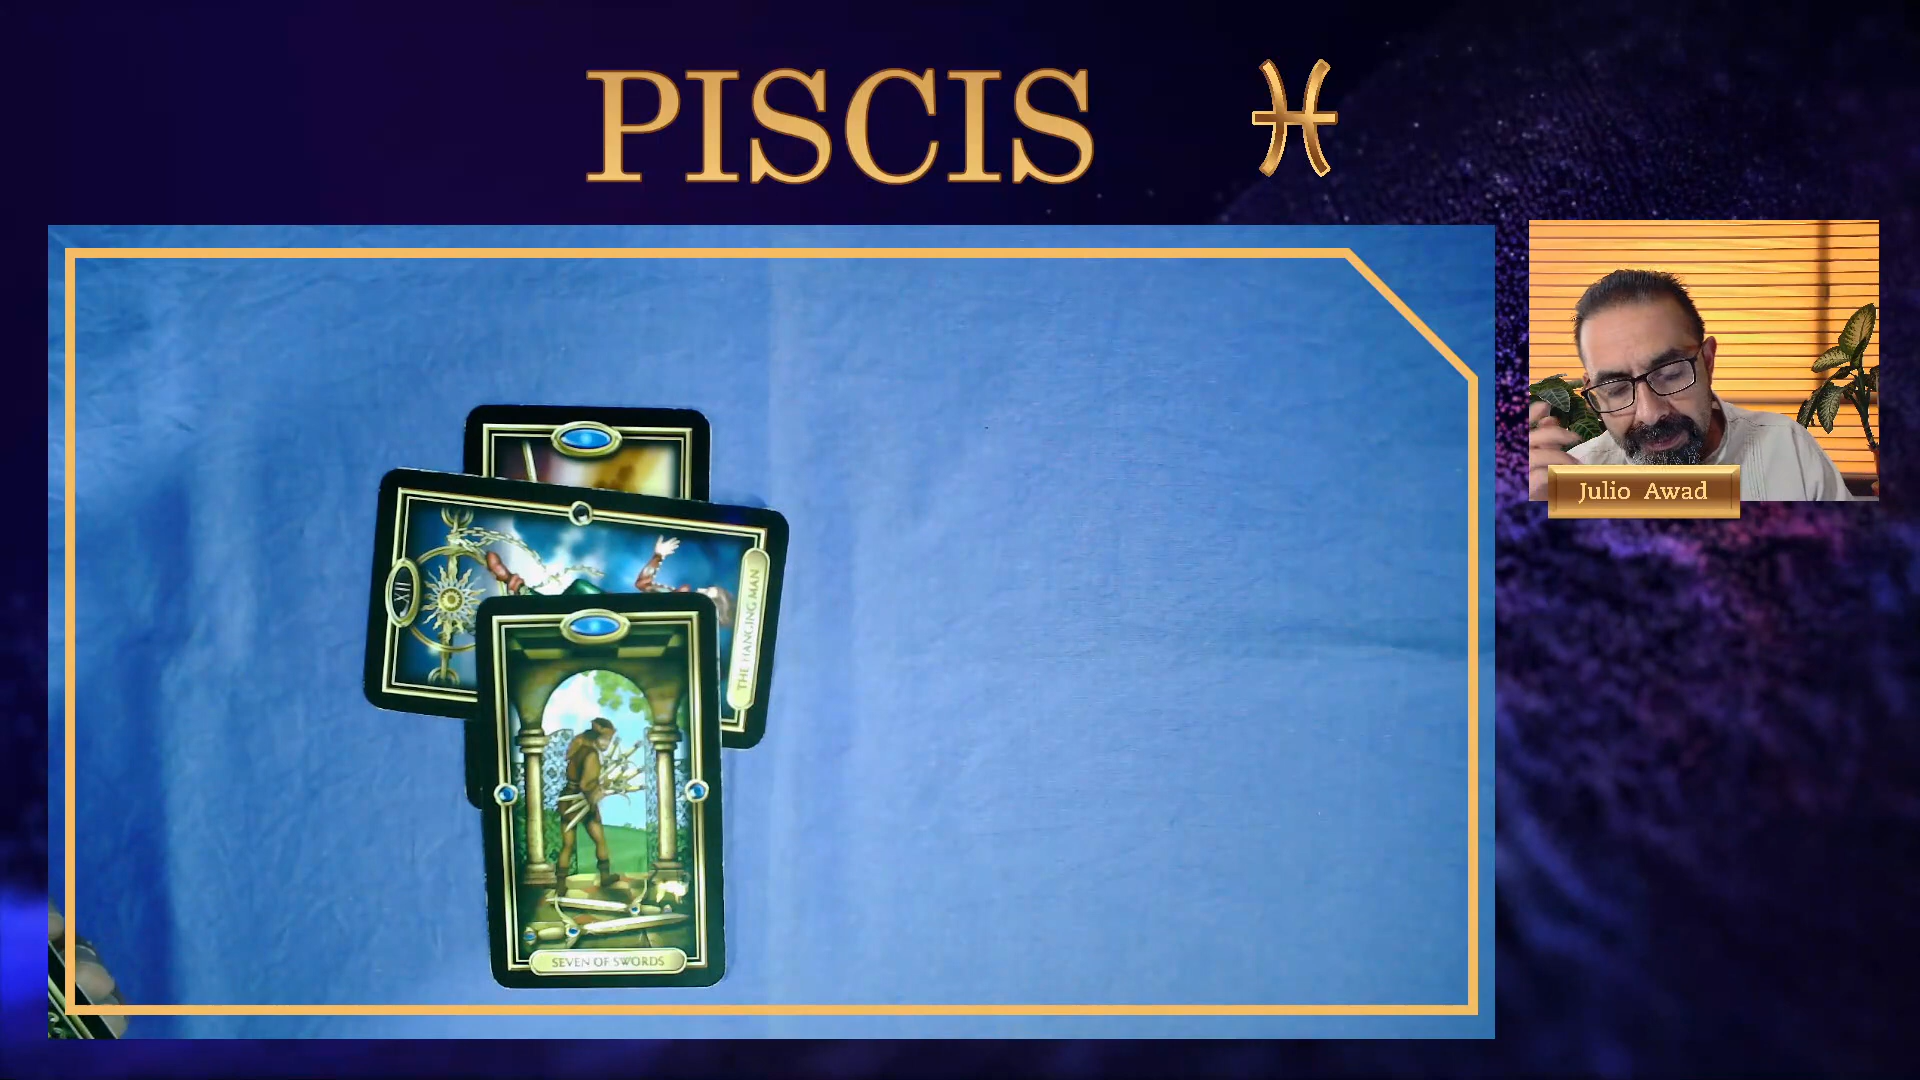 PISCIS
Julio Awad
XII
THE HANGING MAN
SEVEN OF SWORDS